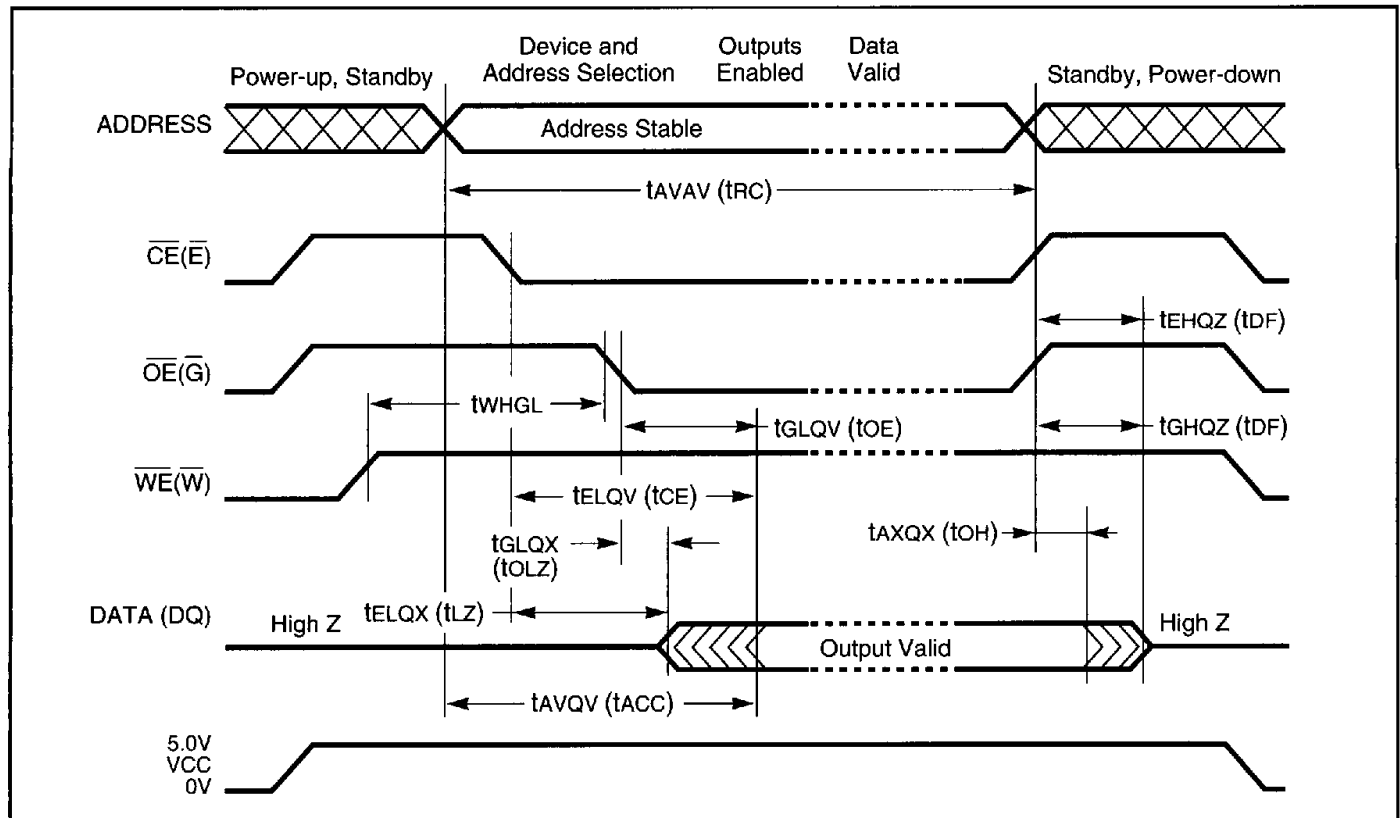 Device and
Address Selection
Outputs
Enabled
Data
Valid
Power-up, Standby
Standby, Power-down
ADDRESS
Address Stable
tAVAV (tRC)
CE(E)
tEHQZ (tDF)
OE(G)
tWHGL
tGLQV (tOE)
tGHQZ (tDF)
WE(W)
tELQV (tCE)
tGLQX
(tOLZ)
tAXQX (tOH)
tELQX (tLZ)
DATA (DQ)
High Z
Output Valid
High Z
tAVQV (tACC)
5.0V
VCC
0V